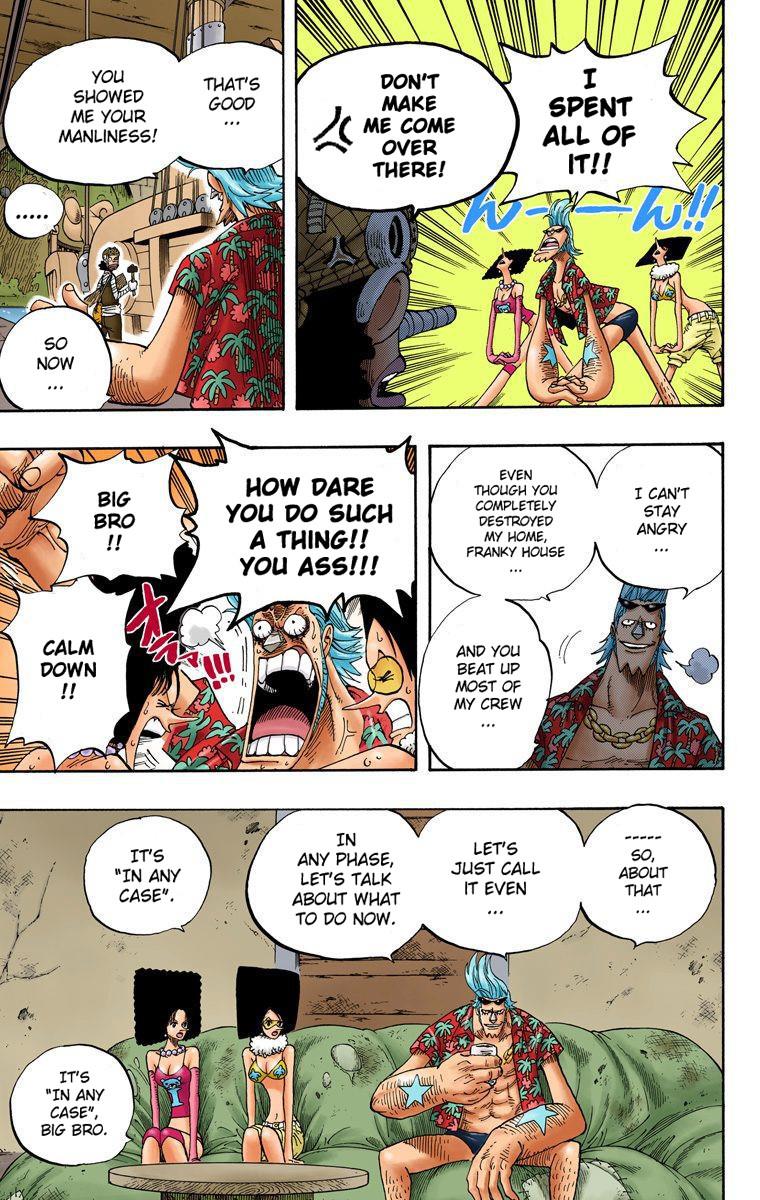 I
SPENT
ALL OF
IT!!
んーーん!!
DON'T
MAKE
ME COME
OVER
THERE!
THAT'S
GOOD
...
YOU
SHOWED
ME YOUR
MANLINESS!
.....
SO
NOW
...
I CAN'T
STAY
ANGRY
...
EVEN
THOUGH YOU
COMPLETELY
DESTROYED
MY HOME,
FRANKY HOUSE
...
AND YOU
BEAT UP
MOST OF
MY CREW
...
HOW DARE
YOU DO SUCH
A THING!!
YOU ASS!!!
BIG
BRO
!!
CALM
DOWN
!!
-----
SO,
ABOUT
THAT
...
LET'S
JUST CALL
IT EVEN
...
IN
ANY PHASE,
LET'S TALK
ABOUT WHAT
TO DO NOW.
IT'S
"IN ANY
CASE".
IT'S
"IN ANY
CASE",
BIG BRO.